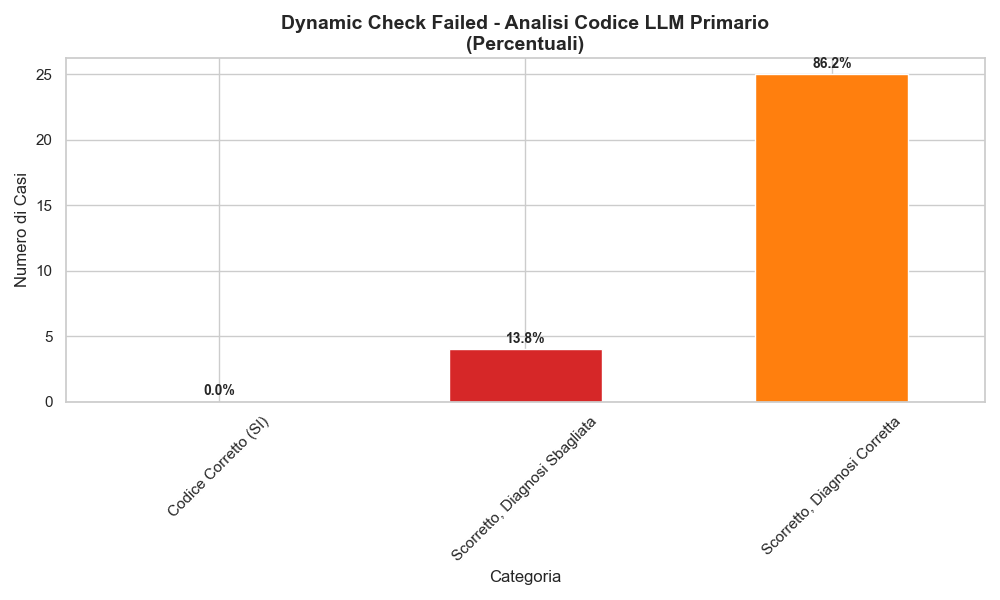 Dynamic Check Failed - Analisi Codice LLM Primario
(Percentuali)
Numero di Casi
25
20
15
10
5
0
0.0%
13.8%
86.2%
Codice Corretto (SI)
Scorretto, Diagnosi Sbagliata
Scorretto, Diagnosi Corretta
Categoria